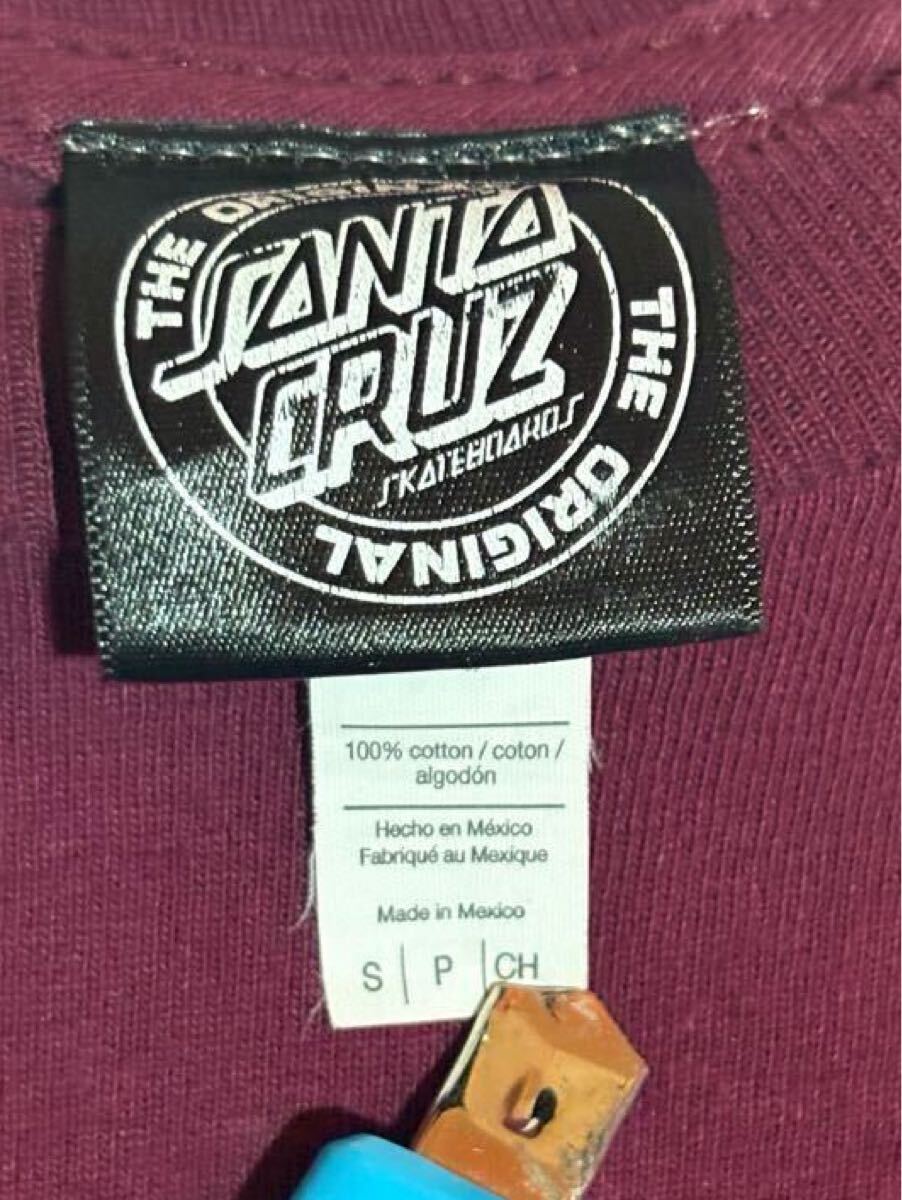 THE ORIGINAL
SANTA
CRUZ
SKATEBOARDS
THE ORIGINAL
100% cotton / coton /
algodón
Hecho en México
Fabriqué au Mexique
Made in Mexico
S | P | CH